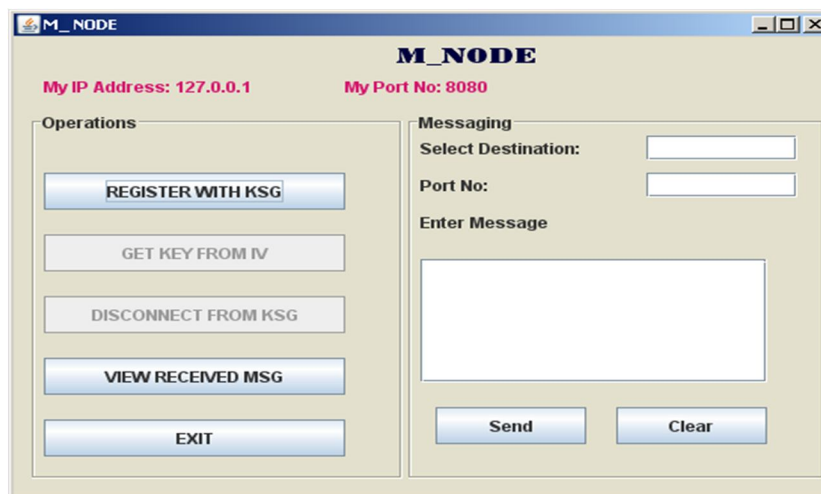 M_ NODE
M_NODE
My IP Address: 127.0.0.1 My Port No: 8080
Operations
REGISTER WITH KSG
GET KEY FROM IV
DISCONNECT FROM KSG
VIEW RECEIVED MSG
EXIT
Messaging
Select Destination:
Port No:
Enter Message
Send Clear